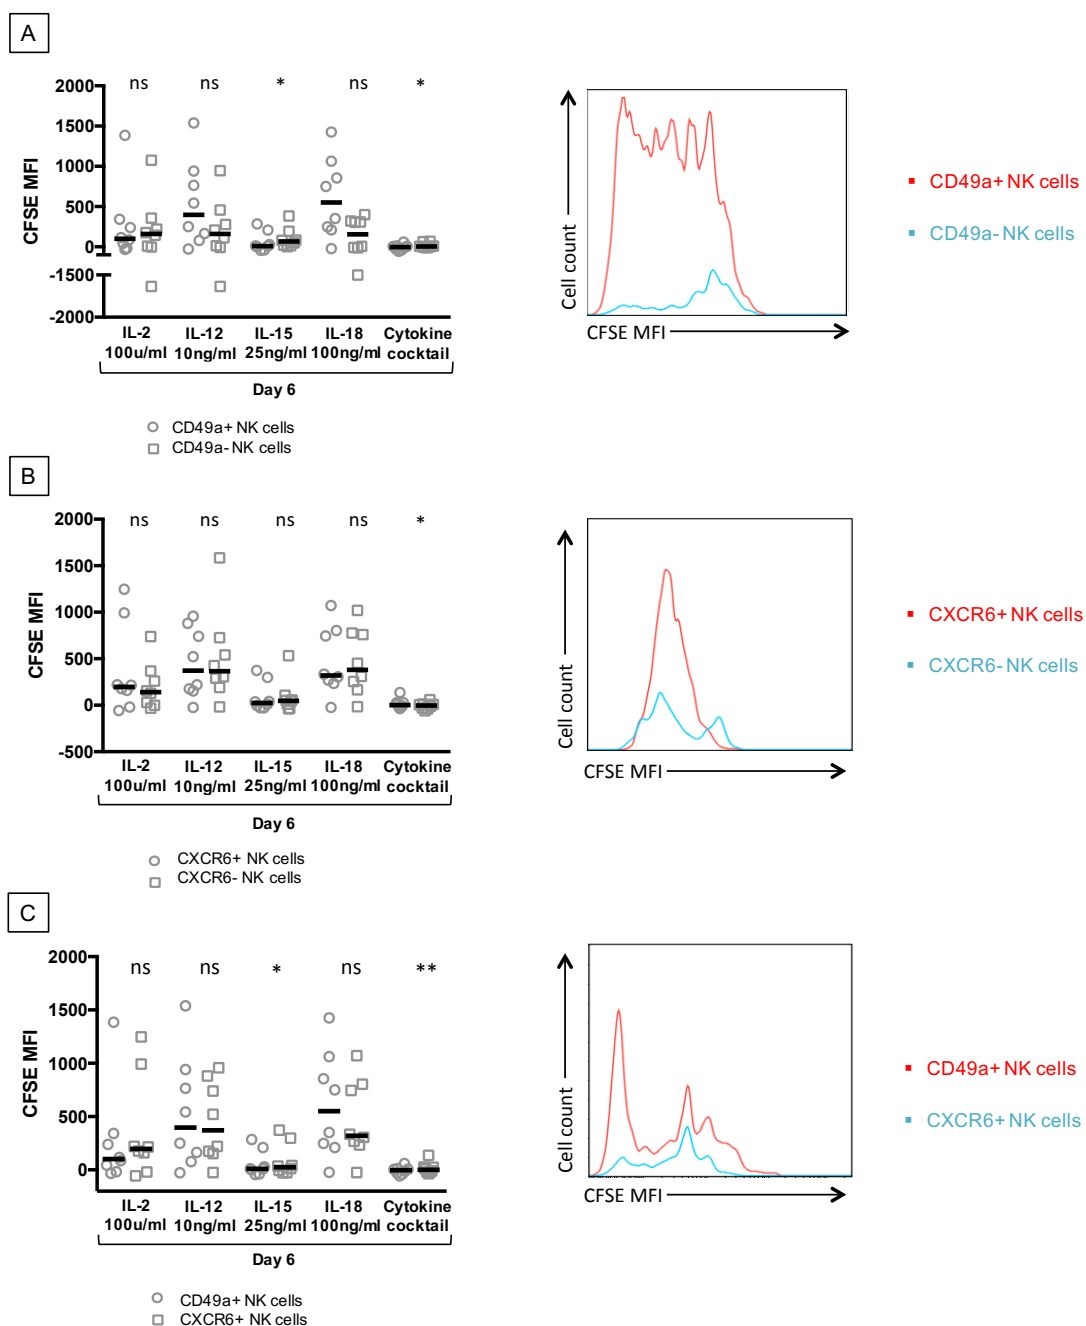 A
ns ns * ns *
2000
1500
1000
500
0
-1500
-2000
CFSE MFI
IL-2 IL-12 IL-15 IL-18 Cytokine
100u/ml 10ng/ml 25ng/ml 100ng/ml cocktail
Day 6
CD49a+ NK cells
CD49a- NK cells
Cell count
CFSE MFI
CD49a+ NK cells
CD49a- NK cells
B
ns ns ns ns *
2000
1500
1000
500
0
-500
CFSE MFI
IL-2 IL-12 IL-15 IL-18 Cytokine
100u/ml 10ng/ml 25ng/ml 100ng/ml cocktail
Day 6
CXCR6+ NK cells
CXCR6- NK cells
Cell count
CFSE MFI
CXCR6+ NK cells
CXCR6- NK cells
C
ns ns * ns **
2000
1500
1000
500
0
CFSE MFI
IL-2 IL-12 IL-15 IL-18 Cytokine
100u/ml 10ng/ml 25ng/ml 100ng/ml cocktail
Day 6
CD49a+ NK cells
CXCR6+ NK cells
Cell count
CFSE MFI
CD49a+ NK cells
CXCR6+ NK cells